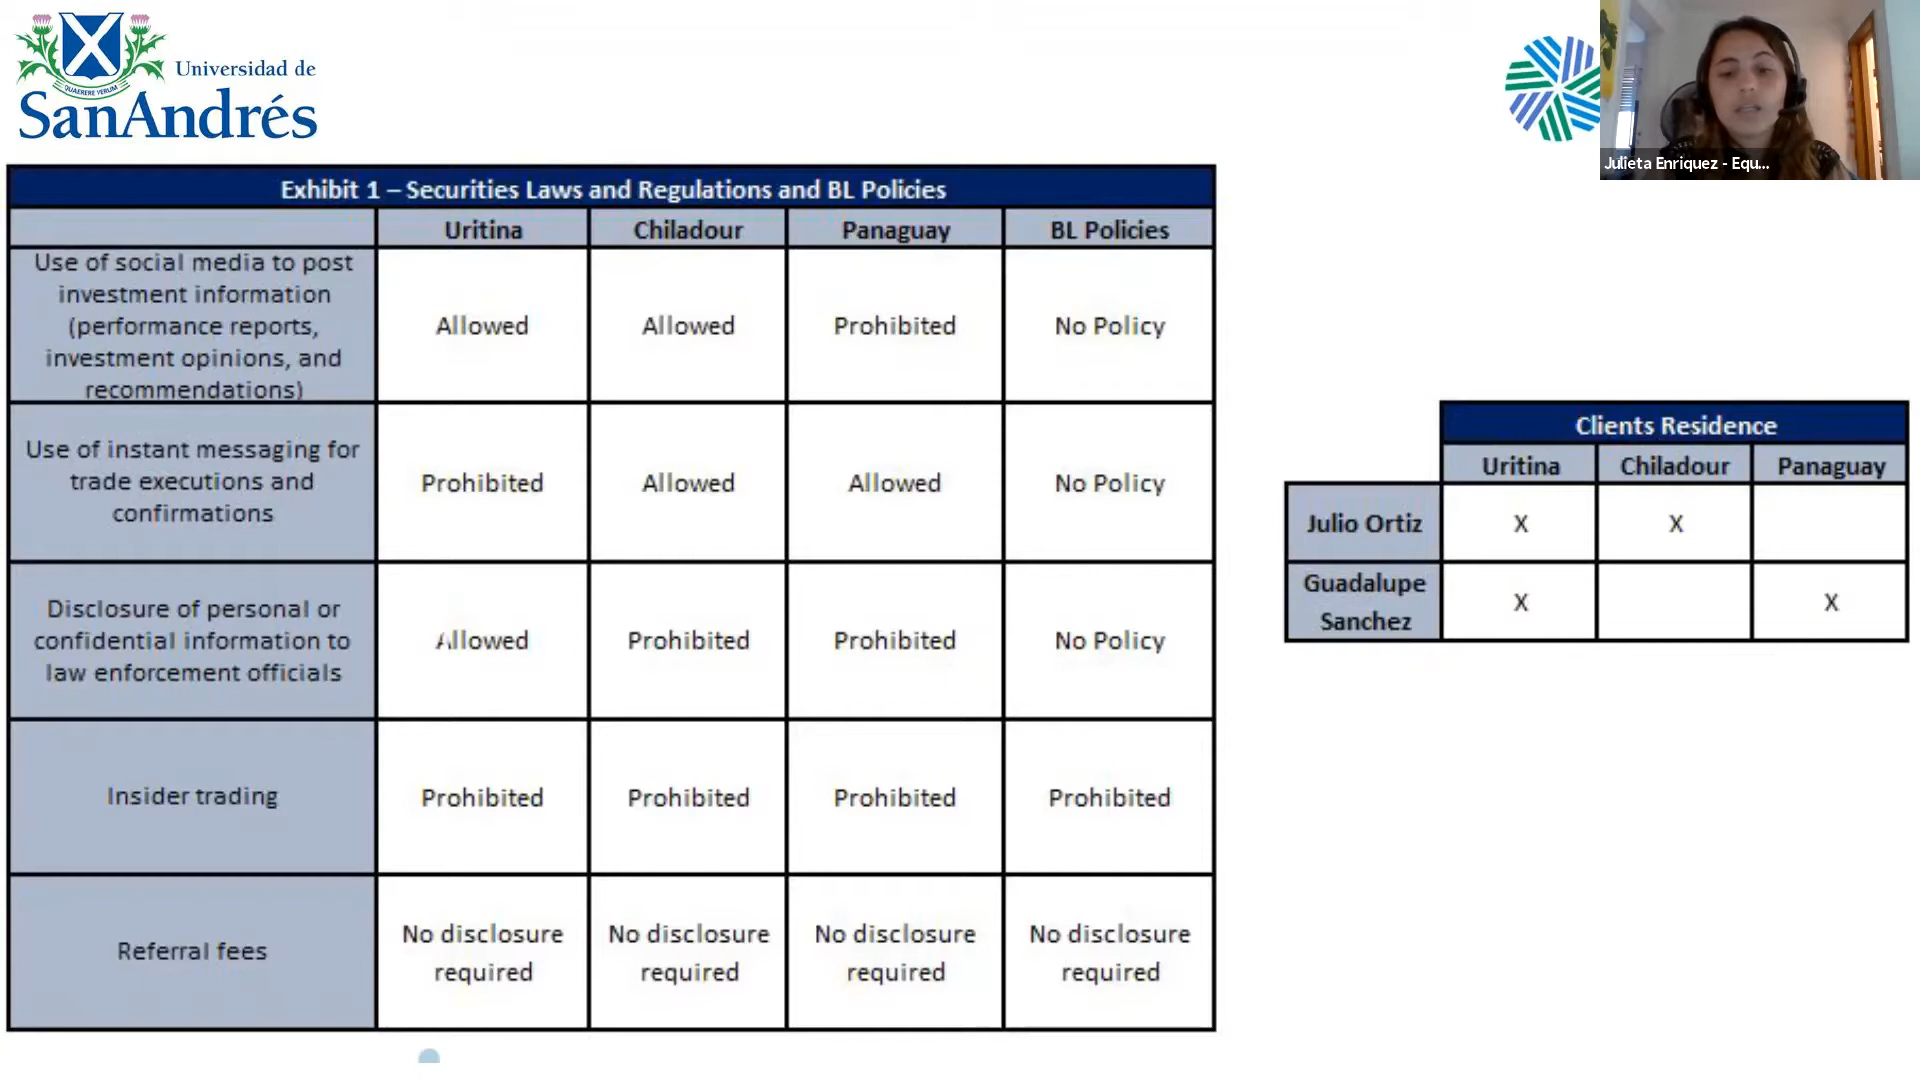 QUAERERE VERUM
Universidad de
SanAndrés
Julieta Enriquez - Equ...
Exhibit 1 – Securities Laws and Regulations and BL Policies
Uritina Chiladour Panaguay BL Policies
Use of social media to post
investment information
(performance reports,
investment opinions, and
recommendations)
Allowed Allowed Prohibited No Policy
Use of instant messaging for
trade executions and
confirmations
Prohibited Allowed Allowed No Policy
Disclosure of personal or
confidential information to
law enforcement officials
Allowed Prohibited Prohibited No Policy
Insider trading Prohibited Prohibited Prohibited Prohibited
Referral fees
No disclosure No disclosure No disclosure No disclosure
required required required required
Clients Residence
Uritina Chiladour Panaguay
Julio Ortiz X X
Guadalupe
Sanchez
X X